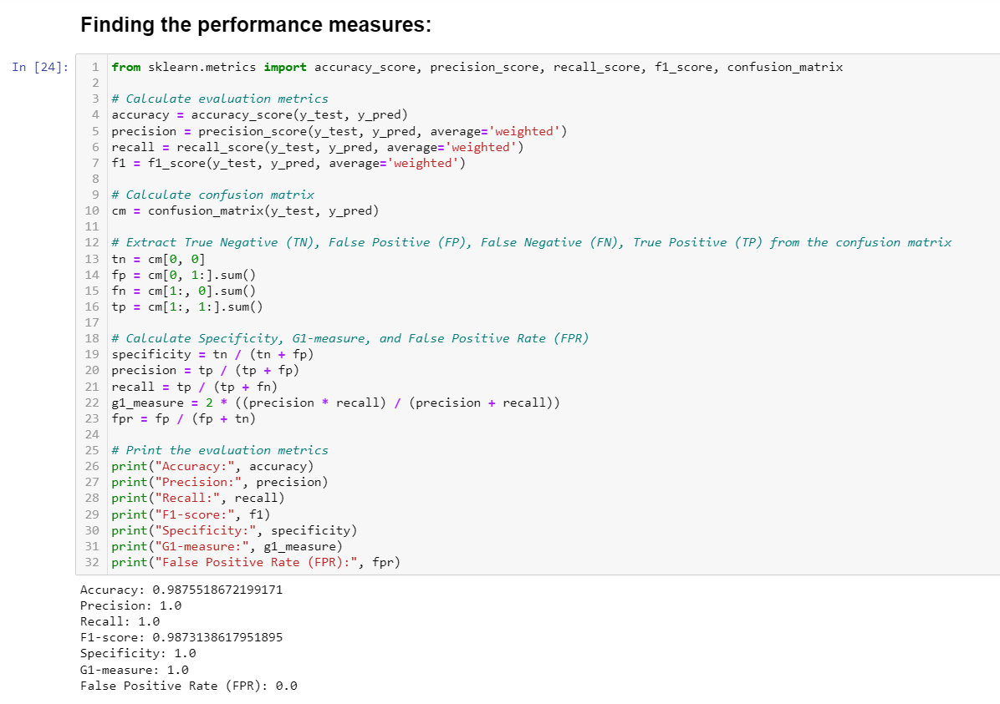 Finding the performance measures:
In [24]:
1 from sklearn.metrics import accuracy_score, precision_score, recall_score, f1_score, confusion_matrix
2
3 # Calculate evaluation metrics
4 accuracy = accuracy_score(y_test, y_pred)
5 precision = precision_score(y_test, y_pred, average='weighted')
6 recall = recall_score(y_test, y_pred, average='weighted')
7 f1 = f1_score(y_test, y_pred, average='weighted')
8
9 # Calculate confusion matrix
10 cm = confusion_matrix(y_test, y_pred)
11
12 # Extract True Negative (TN), False Positive (FP), False Negative (FN), True Positive (TP) from the confusion matrix
13 tn = cm[0, 0]
14 fp = cm[0, 1:].sum()
15 fn = cm[1:, 0].sum()
16 tp = cm[1:, 1:].sum()
17
18 # Calculate Specificity, G1-measure, and False Positive Rate (FPR)
19 specificity = tn / (tn + fp)
20 precision = tp / (tp + fp)
21 recall = tp / (tp + fn)
22 g1_measure = 2 * ((precision * recall) / (precision + recall))
23 fpr = fp / (fp + tn)
24
25 # Print the evaluation metrics
26 print("Accuracy:", accuracy)
27 print("Precision:", precision)
28 print("Recall:", recall)
29 print("F1-score:", f1)
30 print("Specificity:", specificity)
31 print("G1-measure:", g1_measure)
32 print("False Positive Rate (FPR):", fpr)
Accuracy: 0.9875518672199171
Precision: 1.0
Recall: 1.0
F1-score: 0.9873138617951895
Specificity: 1.0
G1-measure: 1.0
False Positive Rate (FPR): 0.0